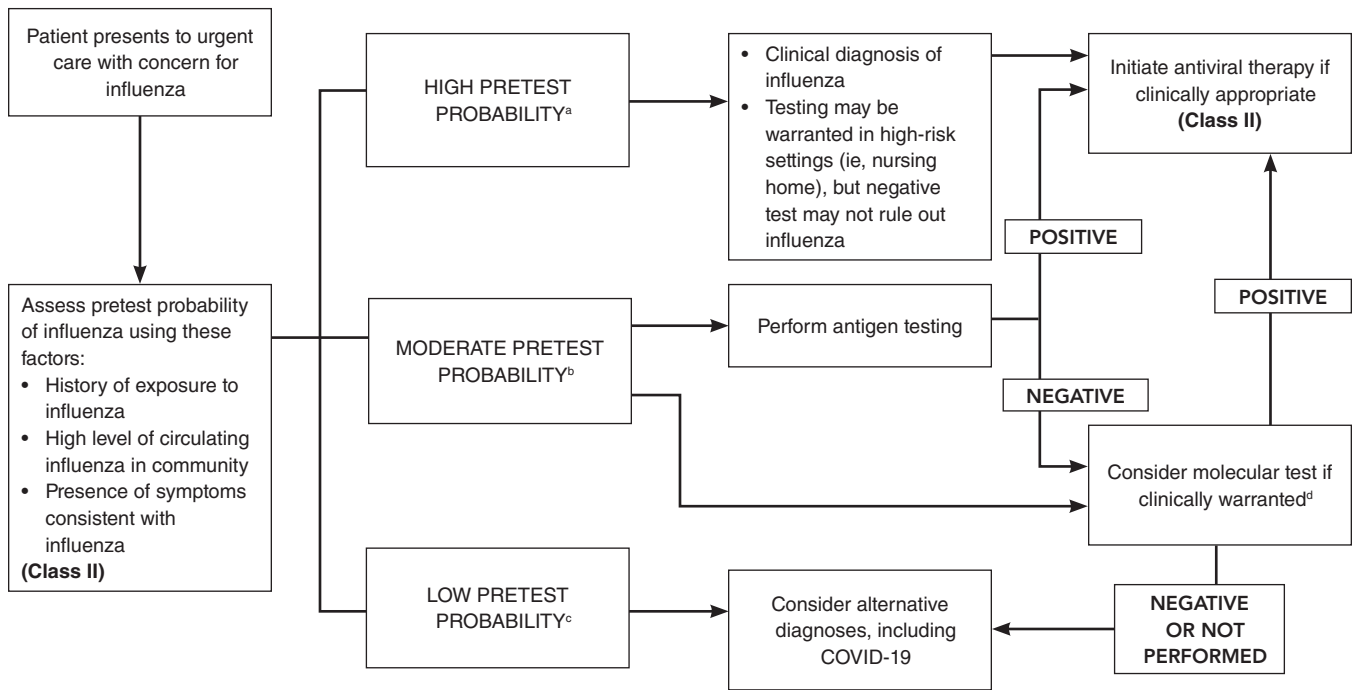 Patient presents to urgent
care with concern for
influenza
Assess pretest probability
of influenza using these
factors:
• History of exposure to
influenza
• High level of circulating
influenza in community
• Presence of symptoms
consistent with
influenza
(Class II)
HIGH PRETEST
PROBABILITYᵃ
• Clinical diagnosis of
influenza
• Testing may be
warranted in high-risk
settings (ie, nursing
home), but negative
test may not rule out
influenza
Initiate antiviral therapy if
clinically appropriate
(Class II)
MODERATE PRETEST
PROBABILITYᵇ
Perform antigen testing
POSITIVE
NEGATIVE
POSITIVE
Consider molecular test if
clinically warrantedᵈ
LOW PRETEST
PROBABILITYᶜ
Consider alternative
diagnoses, including
COVID-19
NEGATIVE
OR NOT
PERFORMED